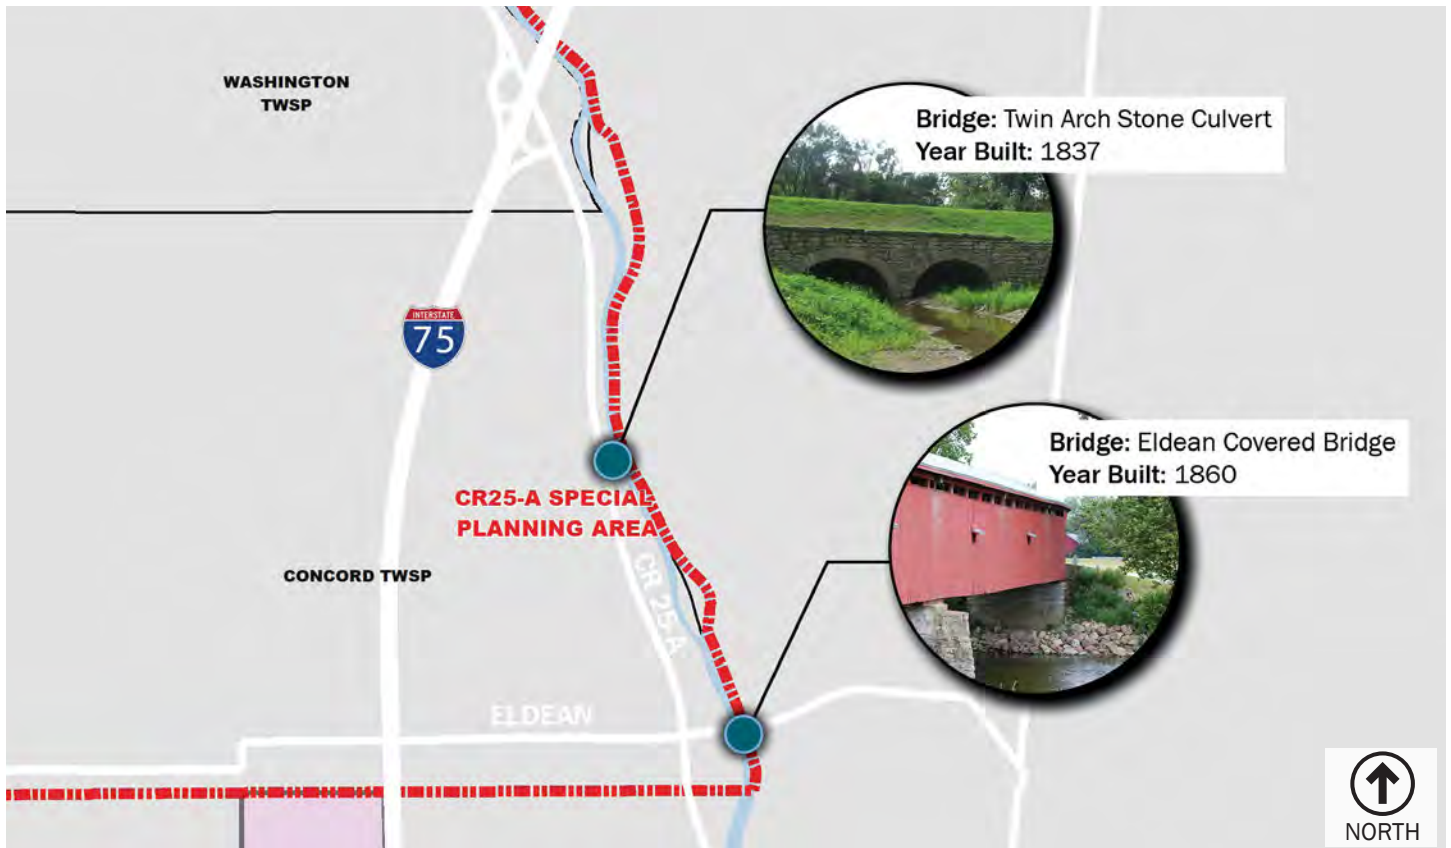 WASHINGTON
TWSP
Bridge: Twin Arch Stone Culvert
Year Built: 1837
INTERSTATE
75
Bridge: Eldean Covered Bridge
Year Built: 1860
CR25-A SPECIAL
PLANNING AREA
CONCORD TWSP
CR 25-A
ELDEAN
NORTH